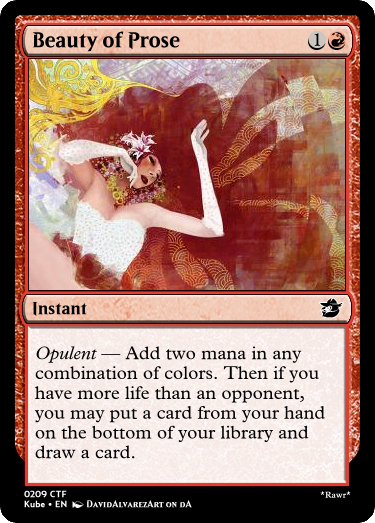 Beauty of Prose 1
Instant
Opulent — Add two mana in any
combination of colors. Then if you
have more life than an opponent,
you may put a card from your hand
on the bottom of your library and
draw a card.
0209 CTF
Kube • EN DavidAlvarezArt on dA
*Rawr*